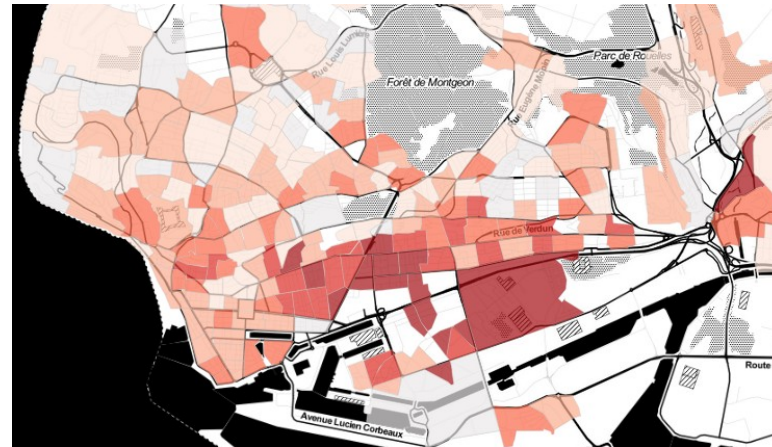 Rue Louis Lumière
Forêt de Montgeon
Rue Eugène Mopin
Parc de Rouelles
Rue de Verdun
Route
Avenue Lucien Corbeaux